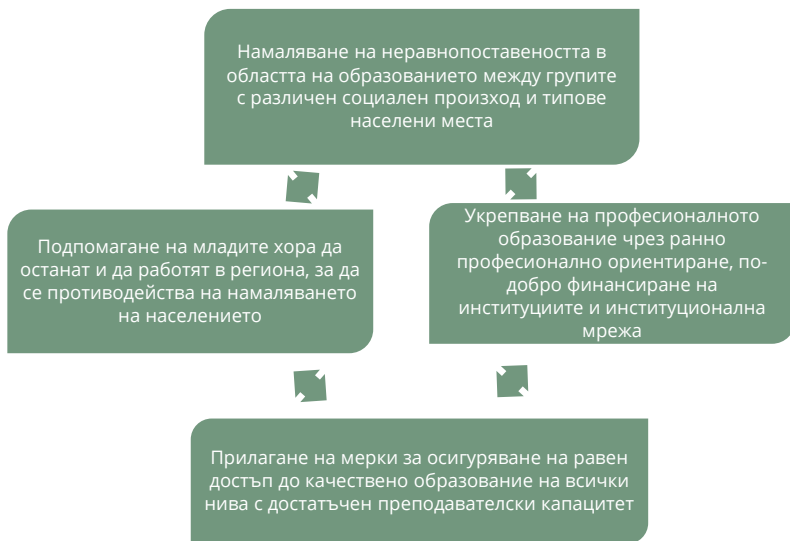 Намаляване на неравнопоставеността в
областта на образованието между групите
с различен социален произход и типове
населени места
Подпомагане на младите хора да
останат и да работят в региона, за да
се противодейства на намаляването
на населението
Укрепване на професионалното
образование чрез ранно
професионално ориентиране, по-
добро финансиране на
институциите и институционална
мрежа
Прилагане на мерки за осигуряване на равен
достъп до качествено образование на всички
нива с достатъчен преподавателски капацитет